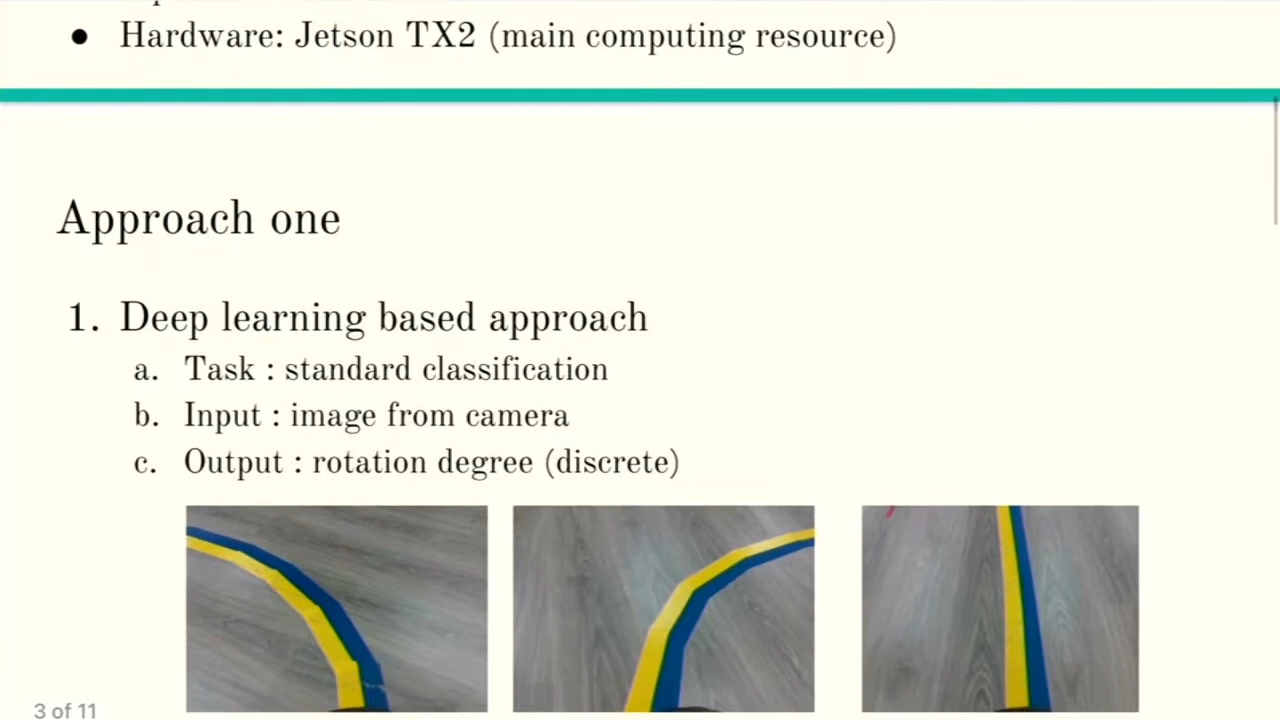 ● Hardware: Jetson TX2 (main computing resource)
Approach one
1. Deep learning based approach
a. Task : standard classification
b. Input : image from camera
c. Output : rotation degree (discrete)
3 of 11